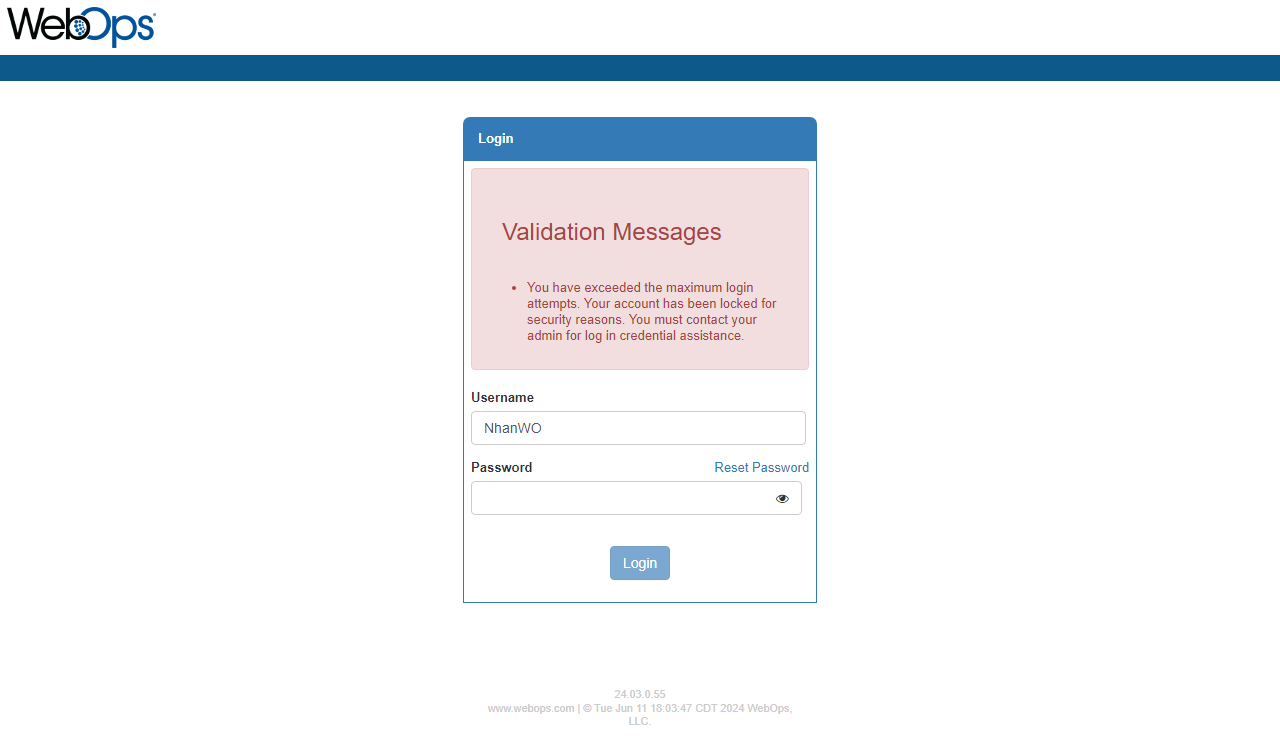 WebOps®
Login
Validation Messages
• You have exceeded the maximum login
attempts. Your account has been locked for
security reasons. You must contact your
admin for log in credential assistance.
Username
NhanWO
Password Reset Password
Login
24.03.0.55
www.webops.com | © Tue Jun 11 18:03:47 CDT 2024 WebOps,
LLC.